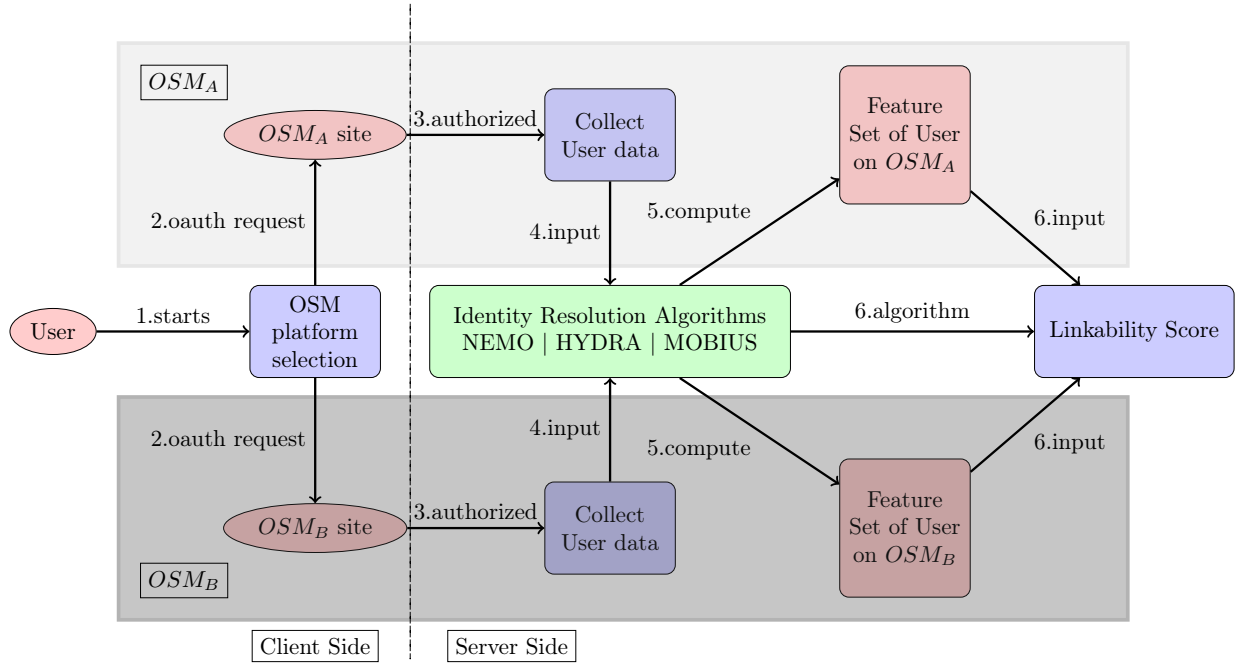 OSM_A
OSM_A site
3.authorized
Collect
User data
Feature
Set of User
on OSM_A
2.oauth request
4.input
5.compute
6.input
User
1.starts
OSM
platform
selection
Identity Resolution Algorithms
NEMO | HYDRA | MOBIUS
6.algorithm
Linkability Score
2.oauth request
4.input
5.compute
6.input
OSM_B site
3.authorized
Collect
User data
Feature
Set of User
on OSM_B
OSM_B
Client Side
Server Side